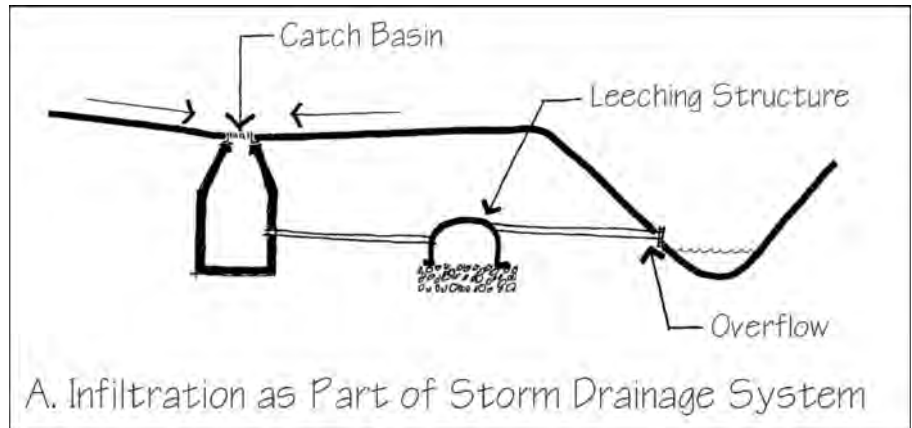 Catch Basin
Leeching Structure
Overflow
A. Infiltration as Part of Storm Drainage System